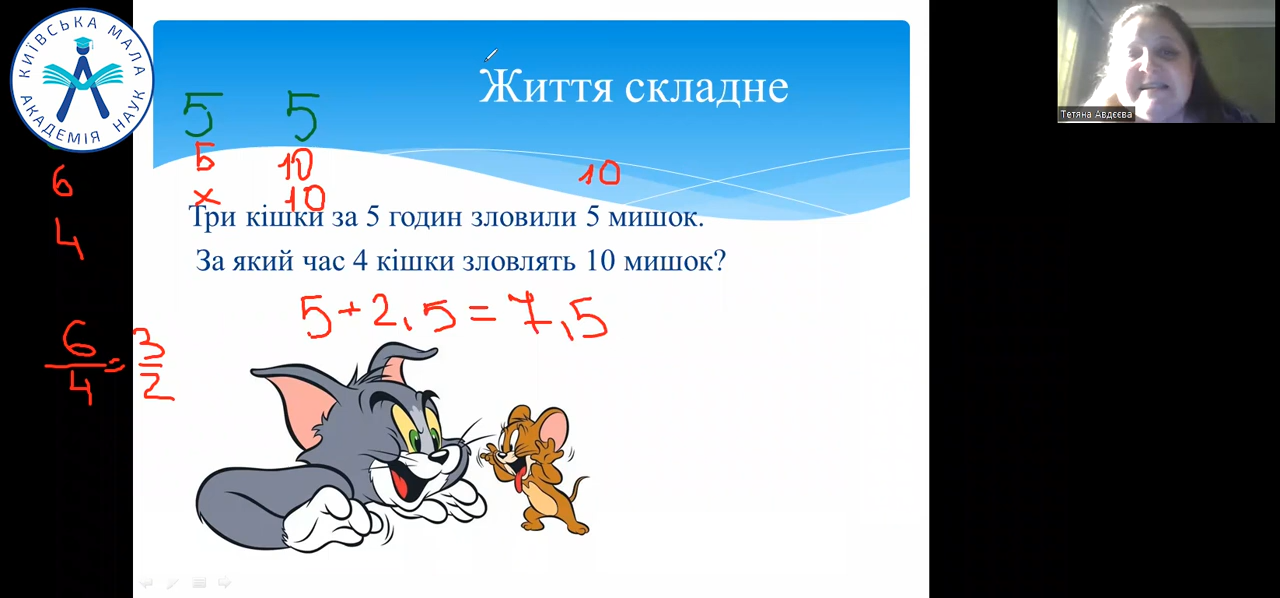 КИЇВСЬКА МАЛА
АКАДЕМІЯ НАУК
Життя складне
Тетяна Авдєєва
5 5
6 5 10 10
4 x 10
Три кішки за 5 годин зловили 5 мишок.
За який час 4 кішки зловлять 10 мишок?
5+2,5=7,5
6/4=3/2